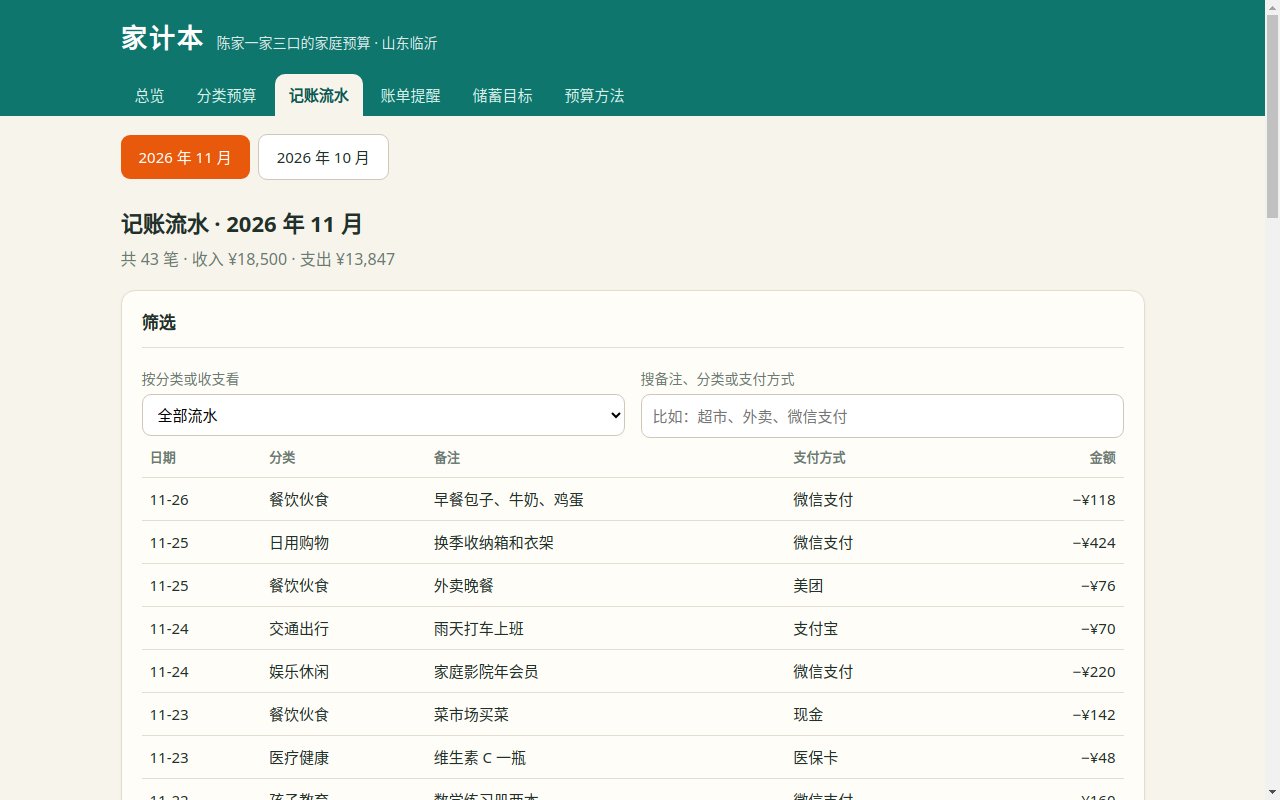 家计本 陈家一家三口的家庭预算 · 山东临沂
总览 分类预算 记账流水 账单提醒 储蓄目标 预算方法
2026 年 11 月 2026 年 10 月
记账流水 · 2026 年 11 月
共 43 笔 · 收入 ¥18,500 · 支出 ¥13,847
筛选
按分类或收支看 搜备注、分类或支付方式
全部流水 比如：超市、外卖、微信支付
日期 分类 备注 支付方式 金额
11-26 餐饮伙食 早餐包子、牛奶、鸡蛋 微信支付 −¥118
11-25 日用购物 换季收纳箱和衣架 微信支付 −¥424
11-25 餐饮伙食 外卖晚餐 美团 −¥76
11-24 交通出行 雨天打车上班 支付宝 −¥70
11-24 娱乐休闲 家庭影院年会员 微信支付 −¥220
11-23 餐饮伙食 菜市场买菜 现金 −¥142
11-23 医疗健康 维生素 C 一瓶 医保卡 −¥48